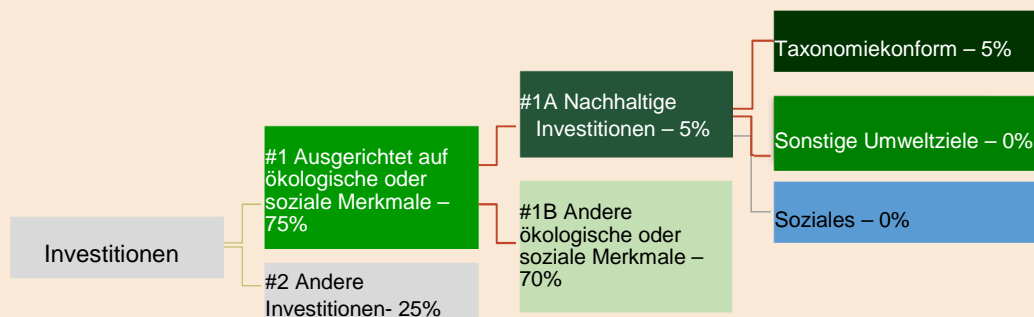 Investitionen
#1 Ausgerichtet auf
ökologische oder
soziale Merkmale –
75%
#2 Andere
Investitionen- 25%
#1A Nachhaltige
Investitionen – 5%
#1B Andere
ökologische oder
soziale Merkmale –
70%
Taxonomiekonform – 5%
Sonstige Umweltziele – 0%
Soziales – 0%